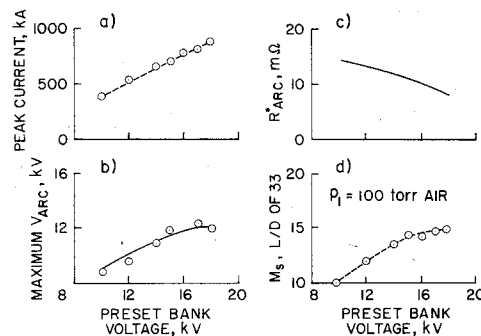 a)
PEAK CURRENT, kA
1000
500
0
b)
MAXIMUM V ARC, kV
16
12
8
8 12 16 20
PRESET BANK
VOLTAGE, kV
c)
R* ARC, mΩ
20
10
0
d)
P1 = 100 torr AIR
Ms, L/D OF 33
20
15
10
8 12 16 20
PRESET BANK
VOLTAGE, kV